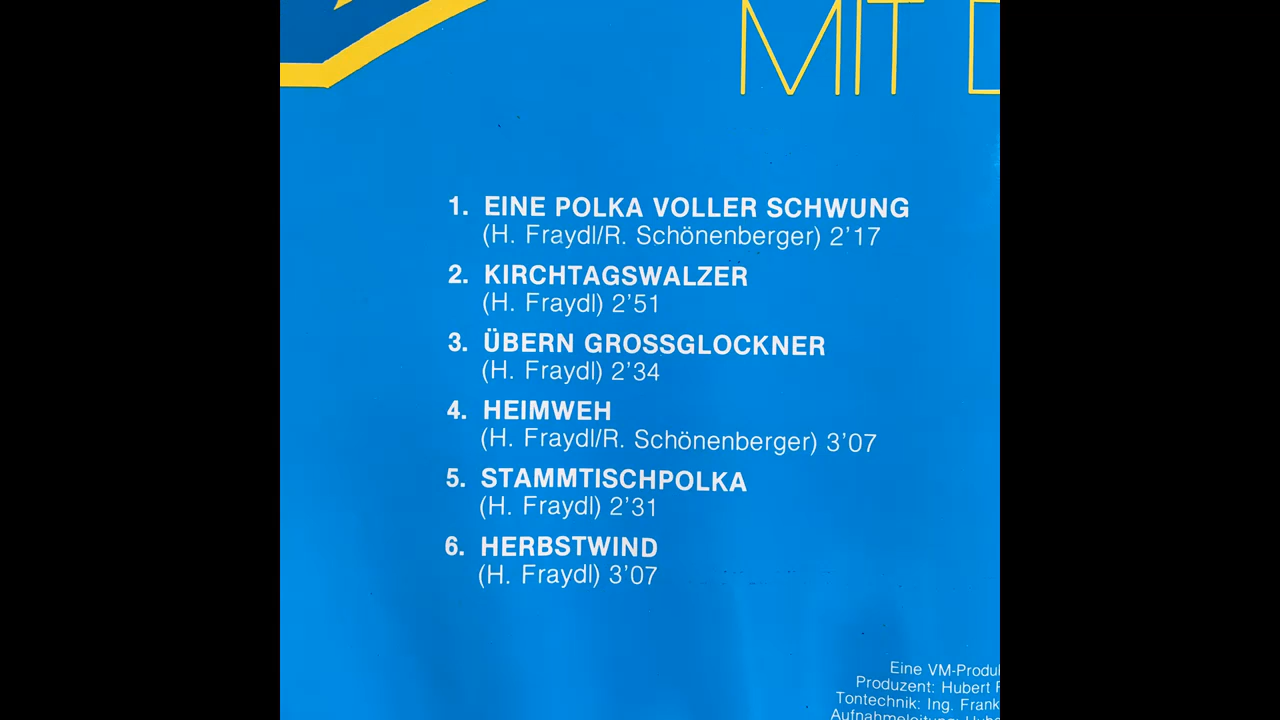 MIT
1. EINE POLKA VOLLER SCHWUNG
(H. Fraydl/R. Schönenberger) 2'17
2. KIRCHTAGSWALZER
(H. Fraydl) 2'51
3. ÜBERN GROSSGLOCKNER
(H. Fraydl) 2'34
4. HEIMWEH
(H. Fraydl/R. Schönenberger) 3'07
5. STAMMTISCHPOLKA
(H. Fraydl) 2'31
6. HERBSTWIND
(H. Fraydl) 3'07
Eine VM-Produ
Produzent: Hubert
Tontechnik: Ing. Frank
Aufnahmeleitung: